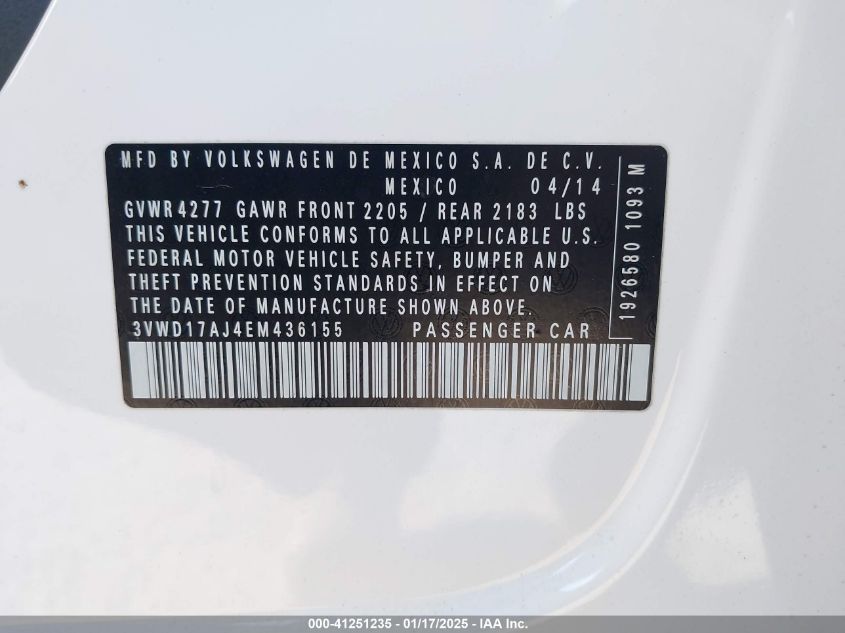 MFD BY VOLKSWAGEN DE MEXICO S.A. DE C.V.
MEXICO 04/14
GVWR 4277 GAWR FRONT 2205 / REAR 2183 LBS
THIS VEHICLE CONFORMS TO ALL APPLICABLE U.S.
FEDERAL MOTOR VEHICLE SAFETY, BUMPER AND
THEFT PREVENTION STANDARDS IN EFFECT ON
THE DATE OF MANUFACTURE SHOWN ABOVE.
3VWD17AJ4EM436155 PASSENGER CAR
1926580 1093 M
000-41251235 - 01/17/2025 - IAA Inc.